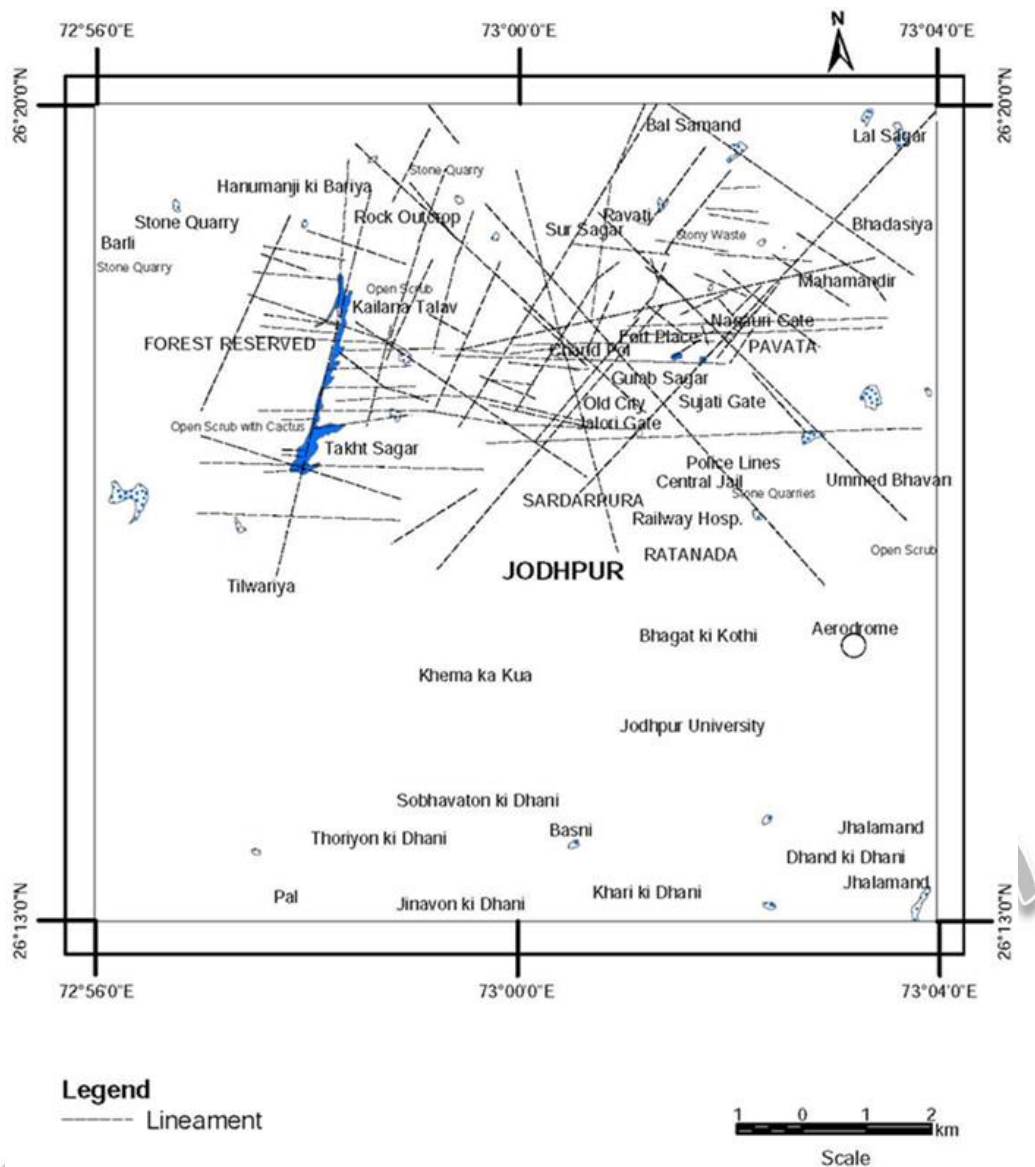 N
72°56'0"E 73°00'0"E 73°04'0"E
26°20'0"N 26°20'0"N
Bal Samand
Lal Sagar
Stone Quarry
Hanumanji ki Bariya
Rock Outcrop
Ravati
Stone Quarry
Sur Sagar
Bhadasiya
Stony Waste
Barli
Stone Quarry
Mahamandir
Open Scrub
Kailana Talav
Nagauri Gate
Fort Place
FOREST RESERVED
Chand Pol
PAVATA
Gulab Sagar
Old City
Sujati Gate
Jalori Gate
Open Scrub with Cactus
Takht Sagar
Police Lines
Central Jail
Ummed Bhavan
Stone Quarries
SARDARPURA
Railway Hosp.
RATANADA
Open Scrub
JODHPUR
Tilwariya
Aerodrome
Bhagat ki Kothi
Khema ka Kua
Jodhpur University
Sobhavaton ki Dhani
Basni
Jhalamand
Thoriyon ki Dhani
Dhand ki Dhani
Jhalamand
Pal
Khari ki Dhani
Jinavon ki Dhani
26°13'0"N 26°13'0"N
72°56'0"E 73°00'0"E 73°04'0"E
Legend
Lineament
1 0 1 2
km
Scale